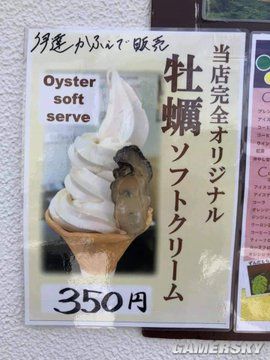 伊達かふぇで販売
Oyster
soft
serve
当店完全オリジナル
牡蠣ソフトクリーム
350円
GAMERSKY